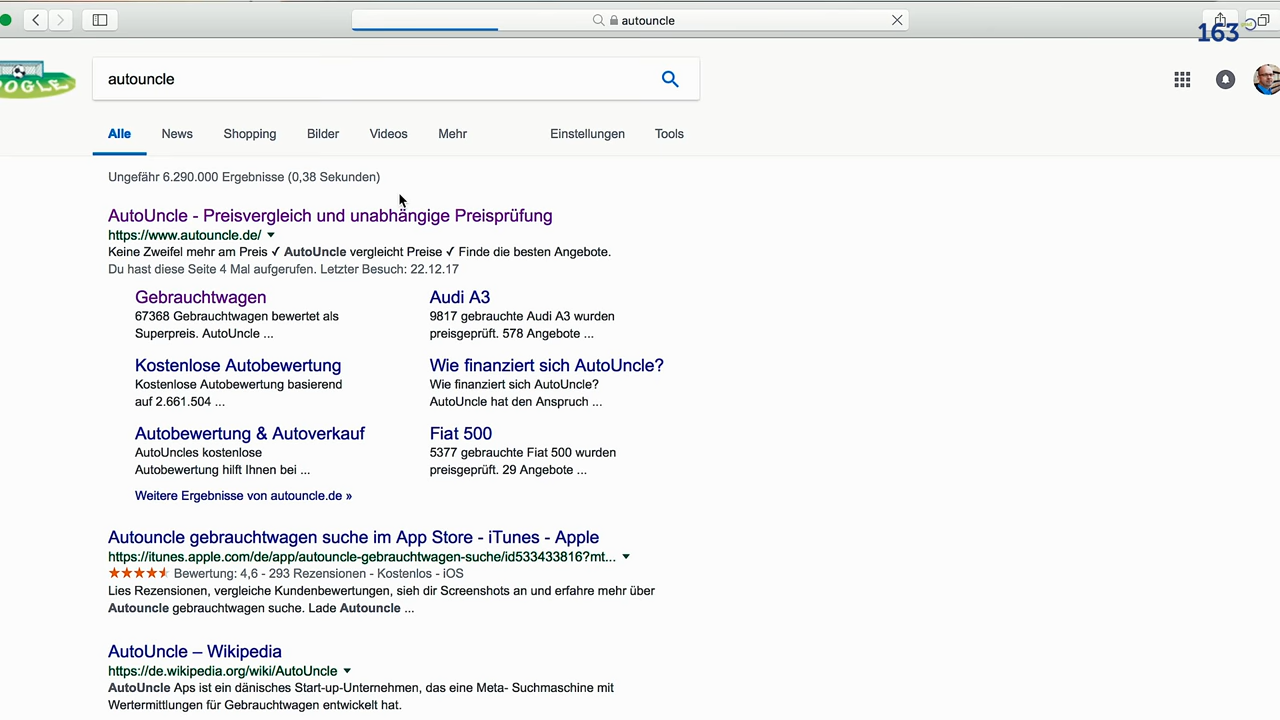 autouncle
163
OOGLE
autouncle
Alle News Shopping Bilder Videos Mehr Einstellungen Tools
Ungefähr 6.290.000 Ergebnisse (0,38 Sekunden)
AutoUncle - Preisvergleich und unabhängige Preisprüfung
https://www.autouncle.de/
Keine Zweifel mehr am Preis ✓ AutoUncle vergleicht Preise ✓ Finde die besten Angebote.
Du hast diese Seite 4 Mal aufgerufen. Letzter Besuch: 22.12.17
Gebrauchtwagen
67368 Gebrauchtwagen bewertet als
Superpreis. AutoUncle ...
Audi A3
9817 gebrauchte Audi A3 wurden
preisgeprüft. 578 Angebote ...
Kostenlose Autobewertung
Kostenlose Autobewertung basierend
auf 2.661.504 ...
Wie finanziert sich AutoUncle?
Wie finanziert sich AutoUncle?
AutoUncle hat den Anspruch ...
Autobewertung & Autoverkauf
AutoUncles kostenlose
Autobewertung hilft Ihnen bei ...
Fiat 500
5377 gebrauchte Fiat 500 wurden
preisgeprüft. 29 Angebote ...
Weitere Ergebnisse von autouncle.de »
Autouncle gebrauchtwagen suche im App Store - iTunes - Apple
https://itunes.apple.com/de/app/autouncle-gebrauchtwagen-suche/id533433816?mt...
Bewertung: 4,6 - 293 Rezensionen - Kostenlos - iOS
Lies Rezensionen, vergleiche Kundenbewertungen, sieh dir Screenshots an und erfahre mehr über
Autouncle gebrauchtwagen suche. Lade Autouncle ...
AutoUncle – Wikipedia
https://de.wikipedia.org/wiki/AutoUncle
AutoUncle Aps ist ein dänisches Start-up-Unternehmen, das eine Meta- Suchmaschine mit
Wertermittlungen für Gebrauchtwagen entwickelt hat.